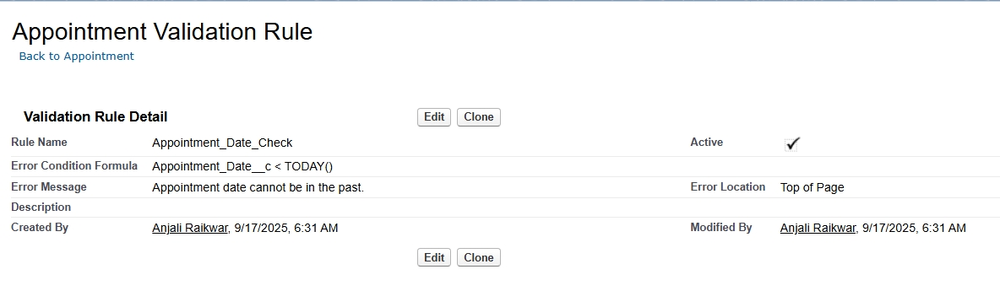 Appointment Validation Rule
Back to Appointment
Validation Rule Detail Edit Clone
Rule Name Appointment_Date_Check Active
Error Condition Formula Appointment_Date__c < TODAY()
Error Message Appointment date cannot be in the past. Error Location Top of Page
Description
Created By Anjali Raikwar, 9/17/2025, 6:31 AM Modified By Anjali Raikwar, 9/17/2025, 6:31 AM
Edit Clone